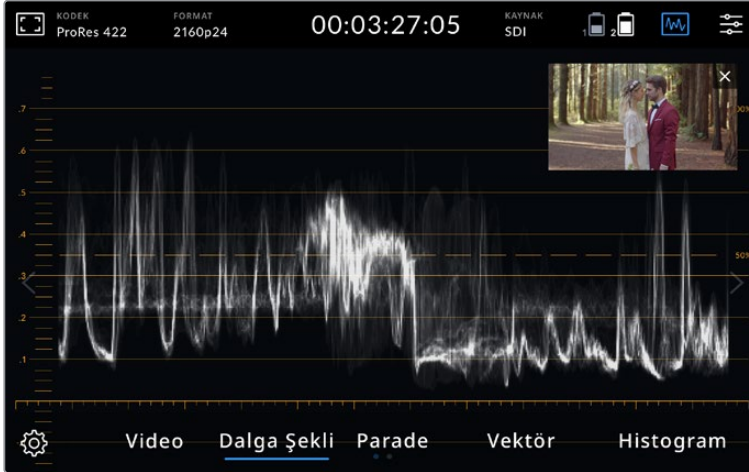 KODEK
ProRes 422
FORMAT
2160p24
00:03:27:05
KAYNAK
SDI
1
2
.7
.6
.5
.4
50%
.3
.2
.1
Video Dalga Şekli Parade Vektör Histogram